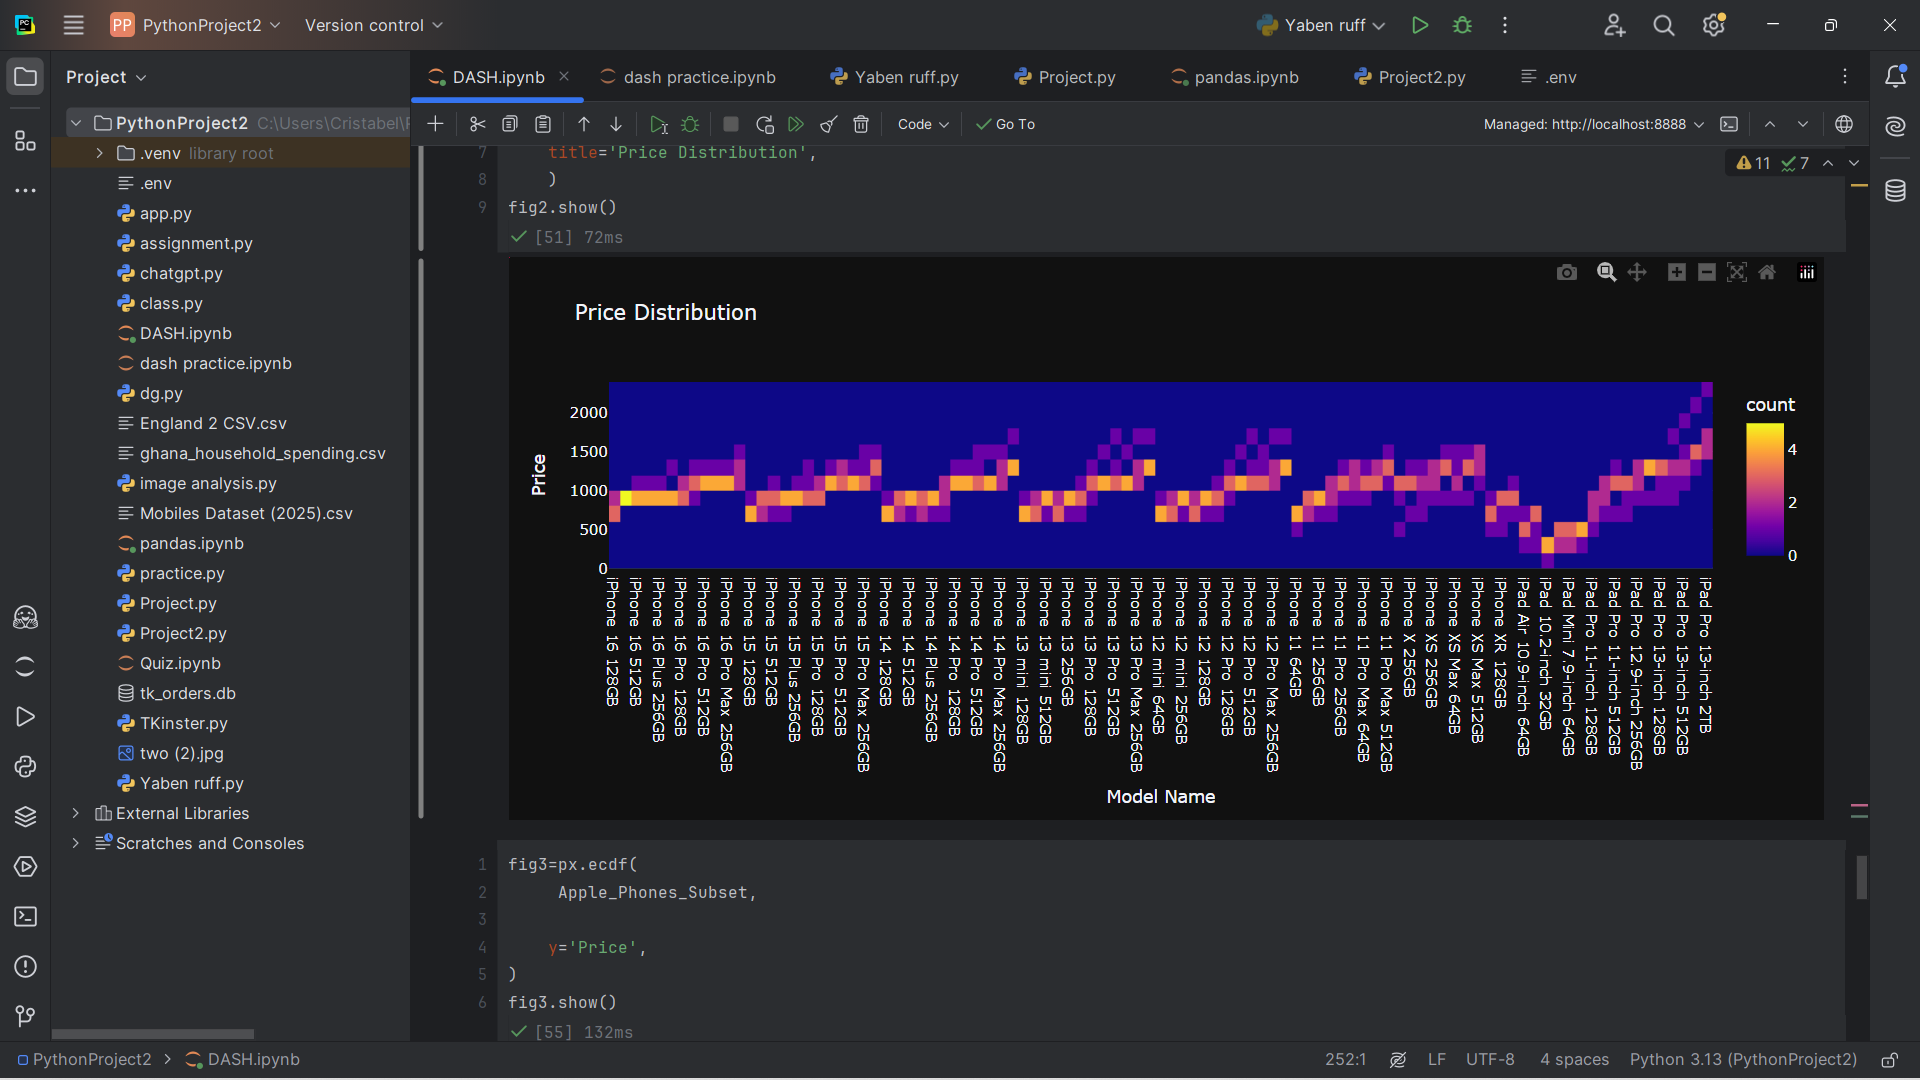 PC
PP PythonProject2
Version control
Yaben ruff
Project
DASH.ipynb
dash practice.ipynb
Yaben ruff.py
Project.py
pandas.ipynb
Project2.py
.env
PythonProject2 C:\Users\Cristabel\
.venv library root
.env
app.py
assignment.py
chatgpt.py
class.py
DASH.ipynb
dash practice.ipynb
dg.py
England 2 CSV.csv
ghana_household_spending.csv
image analysis.py
Mobiles Dataset (2025).csv
pandas.ipynb
practice.py
Project.py
Project2.py
Quiz.ipynb
tk_orders.db
TKinster.py
two (2).jpg
Yaben ruff.py
External Libraries
Scratches and Consoles
Code
Go To
Managed: http://localhost:8888
11 7
7 title='Price Distribution',
8 )
9 fig2.show()
[51] 72ms
Price Distribution
Price
2000
1500
1000
500
0
count
4
2
0
iPhone 16 128GB
iPhone 16 512GB
iPhone 16 Plus 256GB
iPhone 16 Pro 128GB
iPhone 16 Pro 512GB
iPhone 16 Pro Max 256GB
iPhone 15 128GB
iPhone 15 512GB
iPhone 15 Plus 256GB
iPhone 15 Pro 128GB
iPhone 15 Pro 512GB
iPhone 15 Pro Max 256GB
iPhone 14 128GB
iPhone 14 512GB
iPhone 14 Plus 256GB
iPhone 14 Pro 128GB
iPhone 14 Pro 512GB
iPhone 14 Pro Max 256GB
iPhone 13 mini 128GB
iPhone 13 mini 512GB
iPhone 13 256GB
iPhone 13 Pro 128GB
iPhone 13 Pro 512GB
iPhone 13 Pro Max 256GB
iPhone 12 mini 64GB
iPhone 12 mini 256GB
iPhone 12 128GB
iPhone 12 Pro 128GB
iPhone 12 Pro 512GB
iPhone 12 Pro Max 256GB
iPhone 11 64GB
iPhone 11 256GB
iPhone 11 Pro 256GB
iPhone 11 Pro Max 64GB
iPhone 11 Pro Max 512GB
iPhone X 256GB
iPhone XS 256GB
iPhone XS Max 64GB
iPhone XS Max 512GB
iPhone XR 128GB
iPad Air 10.9-inch 64GB
iPad 10.2-inch 32GB
iPad Mini 7.9-inch 64GB
iPad Pro 11-inch 128GB
iPad Pro 11-inch 512GB
iPad Pro 12.9-inch 256GB
iPad Pro 13-inch 128GB
iPad Pro 13-inch 512GB
iPad Pro 13-inch 2TB
Model Name
1 fig3=px.ecdf(
2 Apple_Phones_Subset,
3
4 y='Price',
5 )
6 fig3.show()
[55] 132ms
PythonProject2 > DASH.ipynb
252:1
LF
UTF-8
4 spaces
Python 3.13 (PythonProject2)